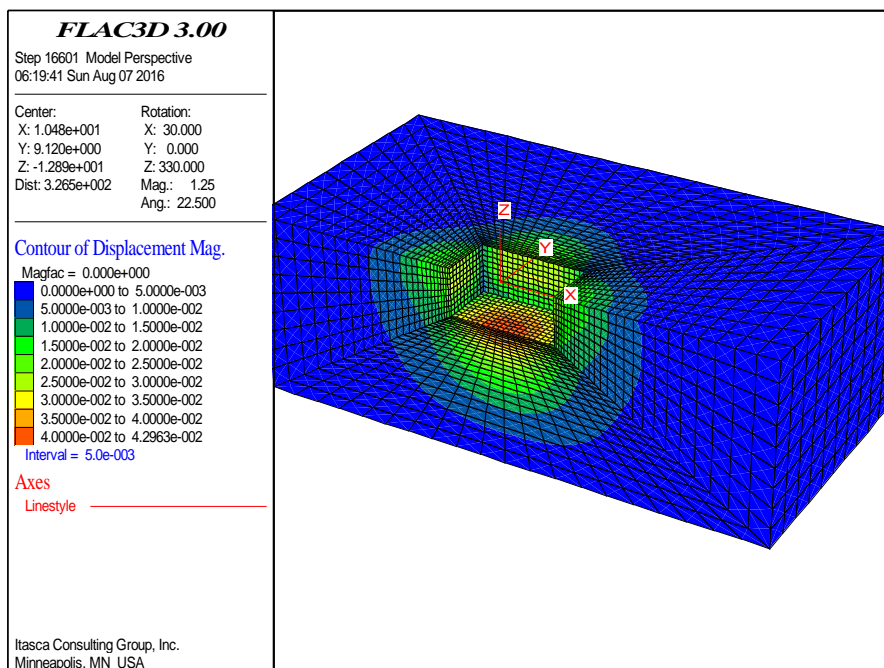 FLAC3D 3.00
Step 16601 Model Perspective
06:19:41 Sun Aug 07 2016
Center: Rotation:
X: 1.048e+001 X: 30.000
Y: 9.120e+000 Y: 0.000
Z: -1.289e+001 Z: 330.000
Dist: 3.265e+002 Mag.: 1.25
Ang.: 22.500
Contour of Displacement Mag.
Magfac = 0.000e+000
0.0000e+000 to 5.0000e-003
5.0000e-003 to 1.0000e-002
1.0000e-002 to 1.5000e-002
1.5000e-002 to 2.0000e-002
2.0000e-002 to 2.5000e-002
2.5000e-002 to 3.0000e-002
3.0000e-002 to 3.5000e-002
3.5000e-002 to 4.0000e-002
4.0000e-002 to 4.2963e-002
Interval = 5.0e-003
Axes
Linestyle
Itasca Consulting Group, Inc.
Minneapolis, MN USA
Z
Y
X